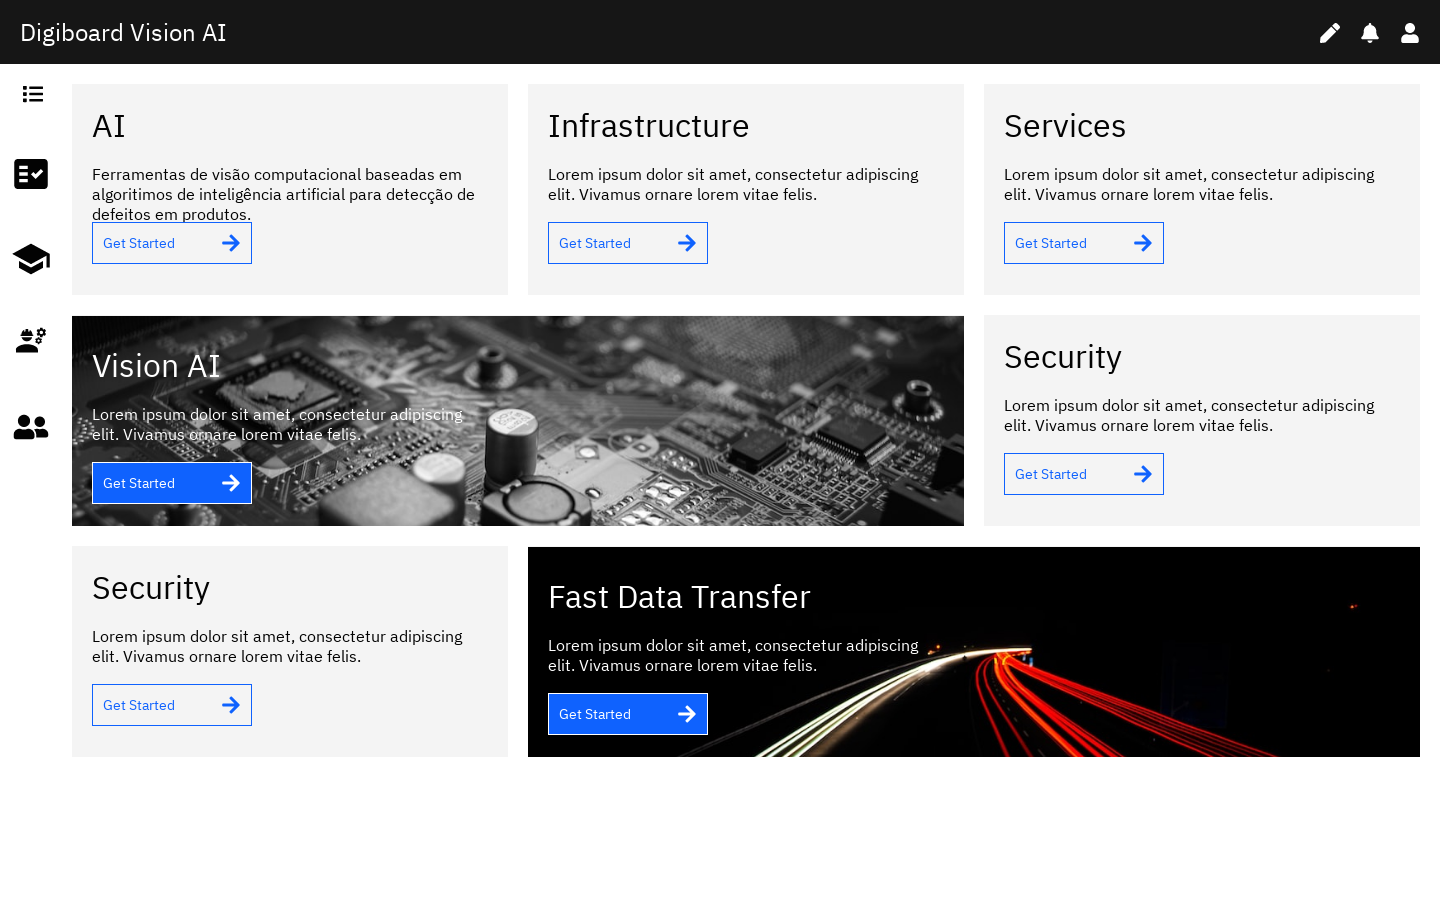 Digiboard Vision AI
AI
Ferramentas de visão computacional baseadas em
algoritimos de inteligência artificial para detecção de
defeitos em produtos.
Get Started
Infrastructure
Lorem ipsum dolor sit amet, consectetur adipiscing
elit. Vivamus ornare lorem vitae felis.
Get Started
Services
Lorem ipsum dolor sit amet, consectetur adipiscing
elit. Vivamus ornare lorem vitae felis.
Get Started
Vision AI
Lorem ipsum dolor sit amet, consectetur adipiscing
elit. Vivamus ornare lorem vitae felis.
Get Started
Security
Lorem ipsum dolor sit amet, consectetur adipiscing
elit. Vivamus ornare lorem vitae felis.
Get Started
Security
Lorem ipsum dolor sit amet, consectetur adipiscing
elit. Vivamus ornare lorem vitae felis.
Get Started
Fast Data Transfer
Lorem ipsum dolor sit amet, consectetur adipiscing
elit. Vivamus ornare lorem vitae felis.
Get Started